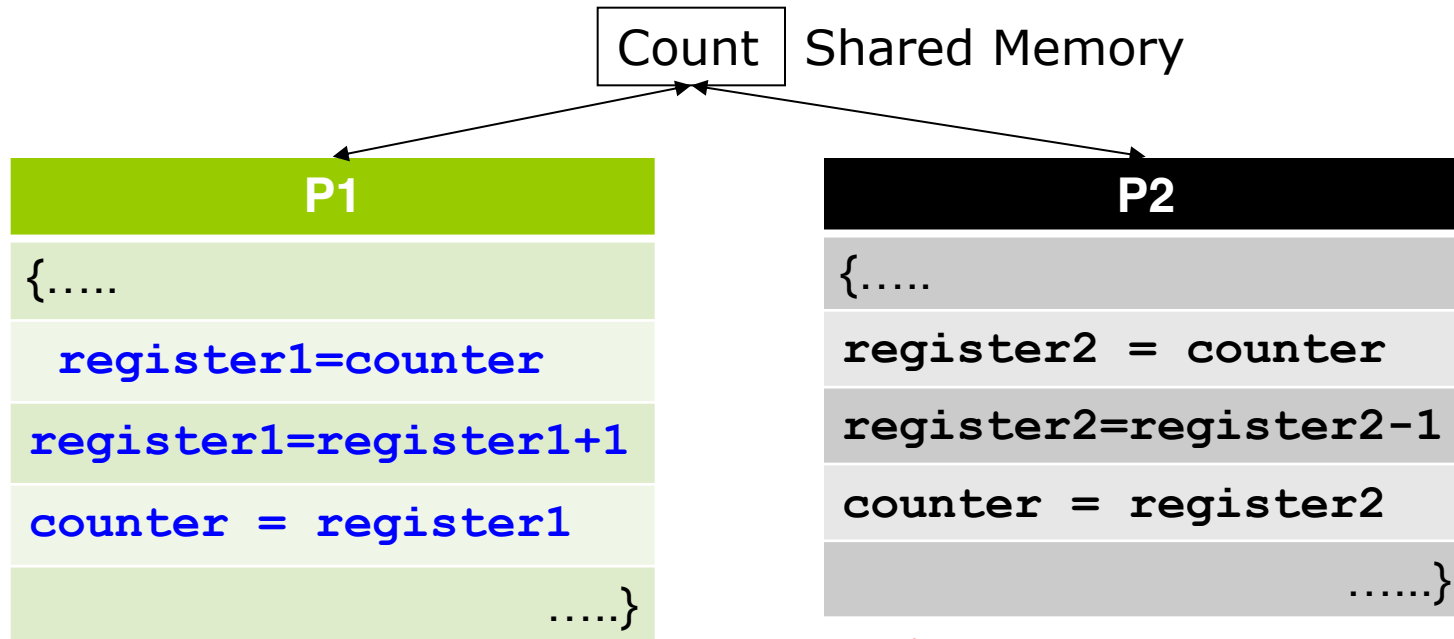 Count Shared Memory
P1
{…..
register1=counter
register1=register1+1
counter = register1
…..}
P2
{…..
register2 = counter
register2=register2-1
counter = register2
…...}